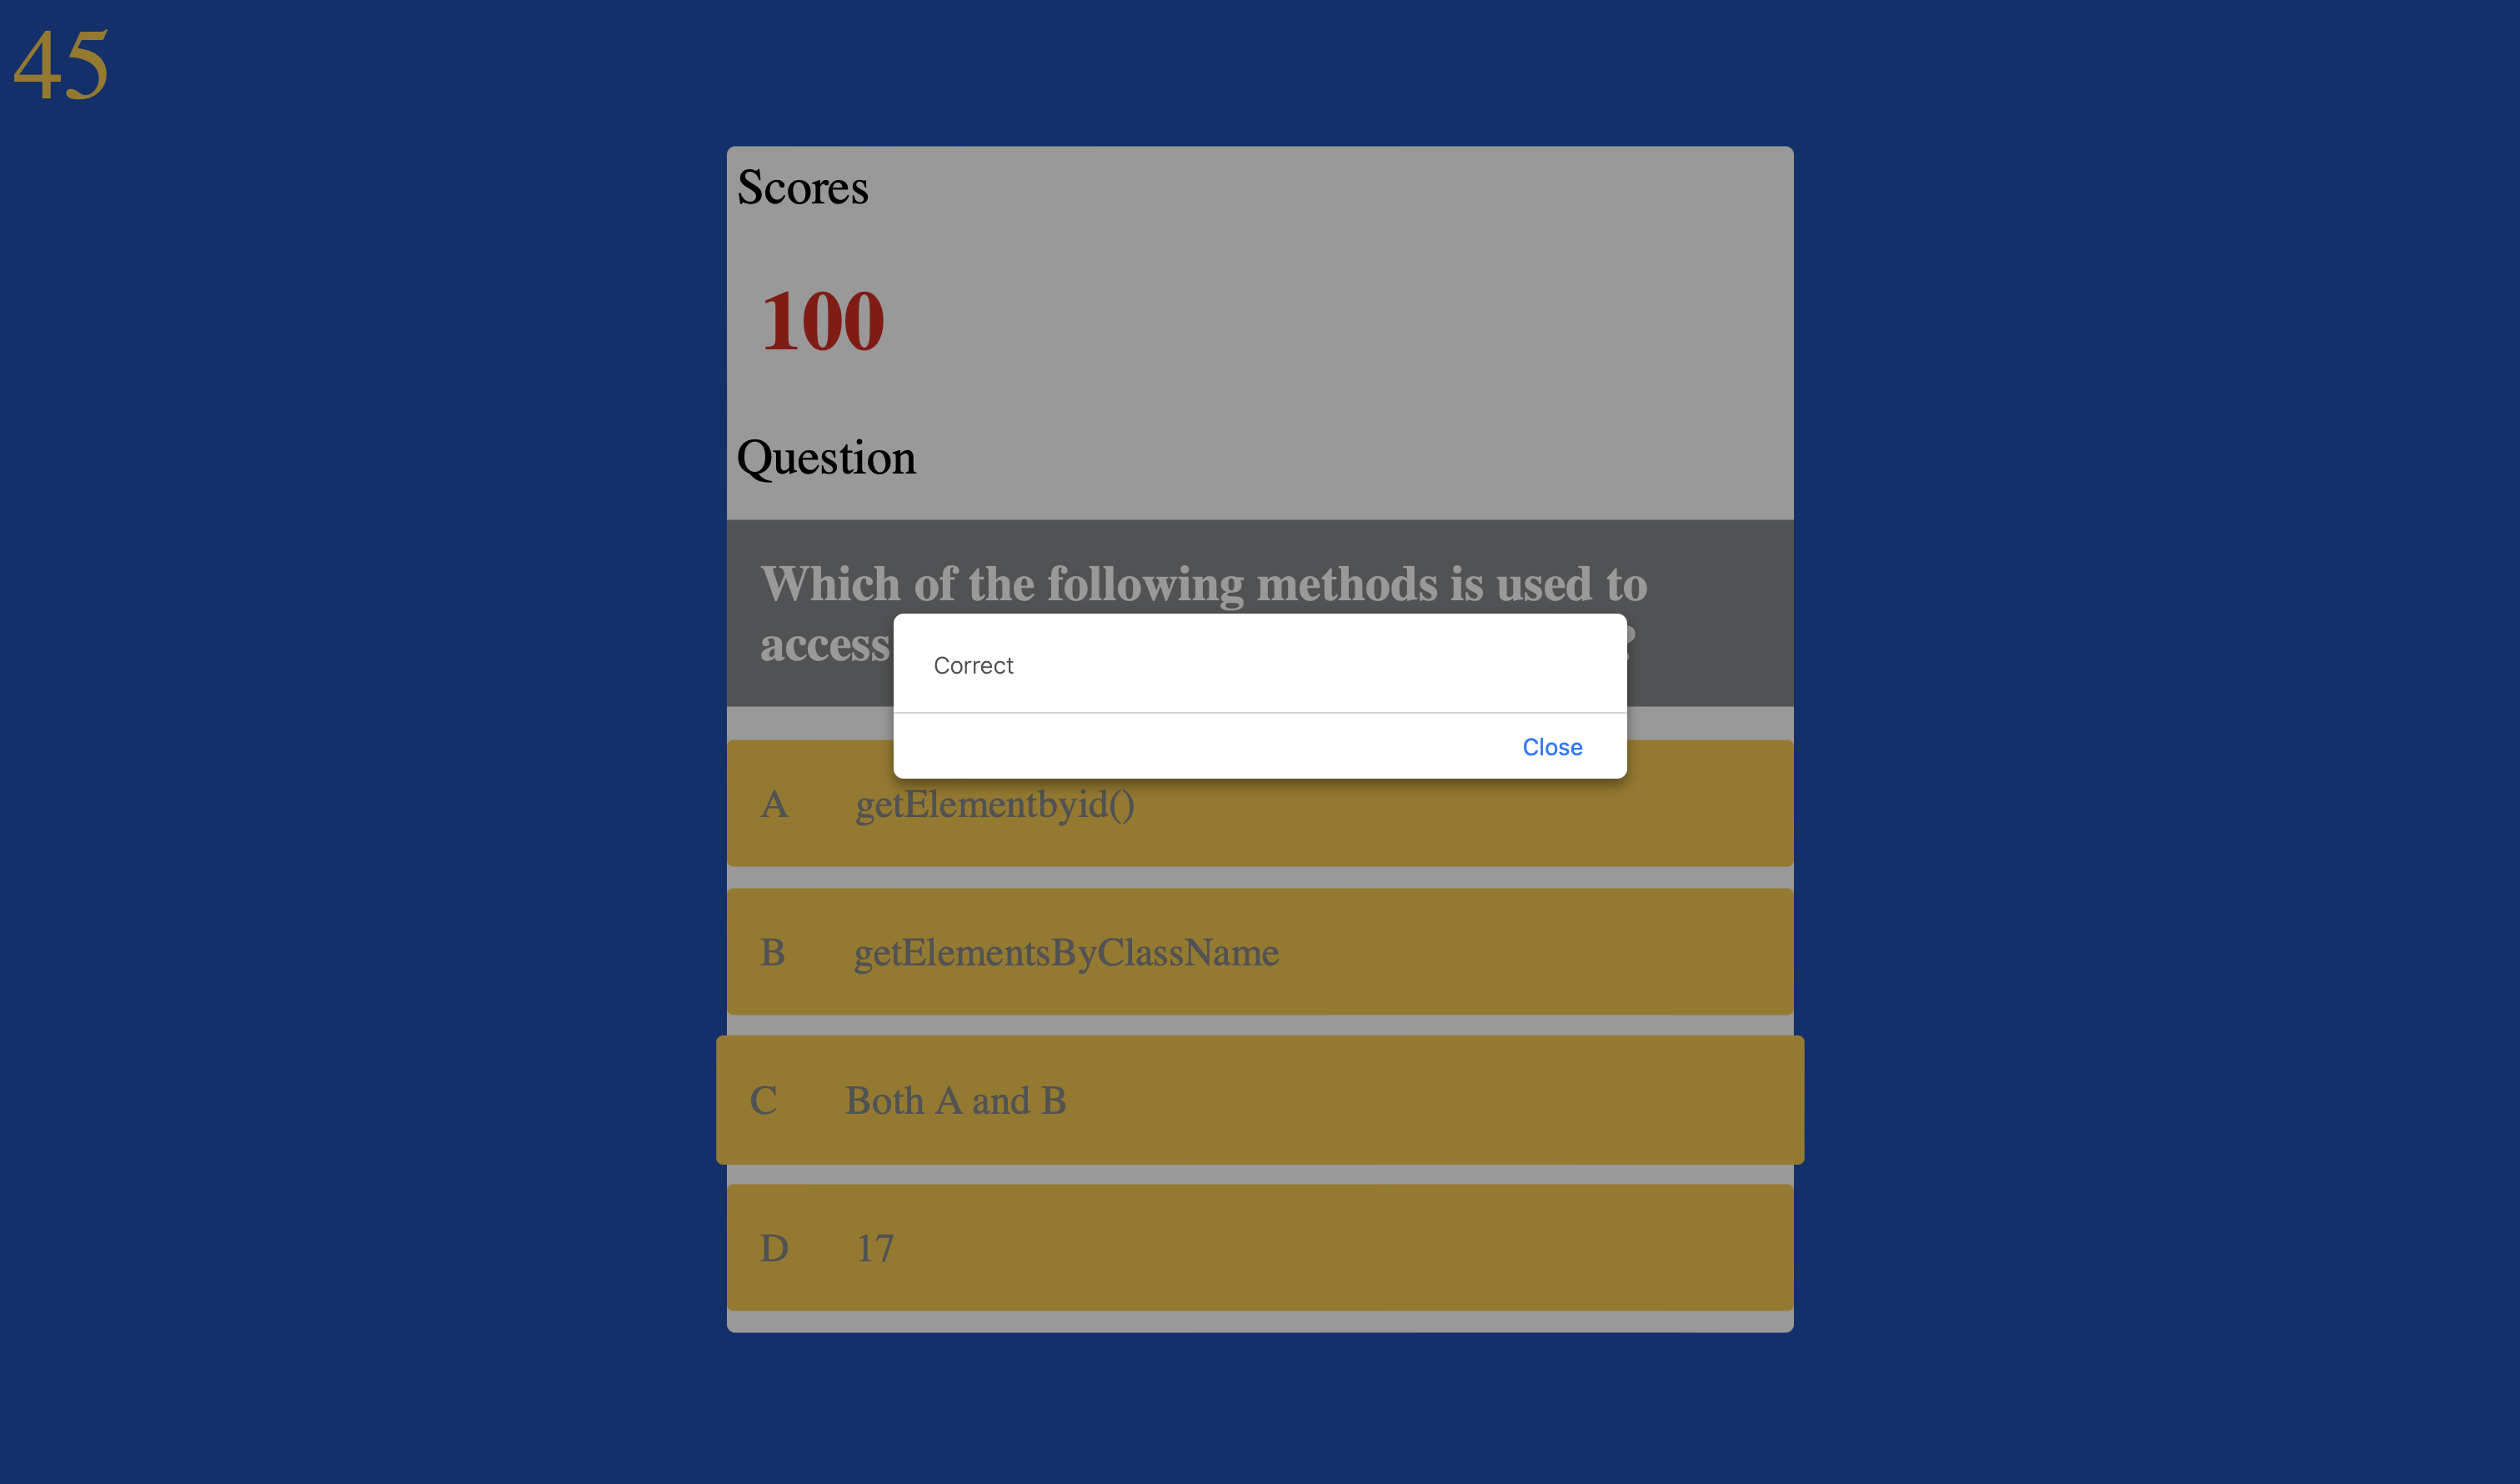 45
Scores
100
Question
Which of the following methods is used to
access
Correct
Close
A getElementbyid()
B getElementsByClassName
C Both A and B
D 17